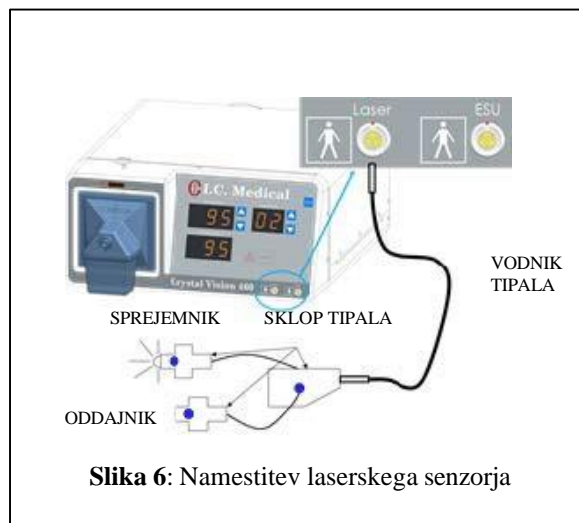 Laser ESU
I.C. Medical
95 02
95
Crystal Vision 460
VODNIK
TIPALA
SPREJEMNIK SKLOP TIPALA
ODDAJNIK
Slika 6: Namestitev laserskega senzorja